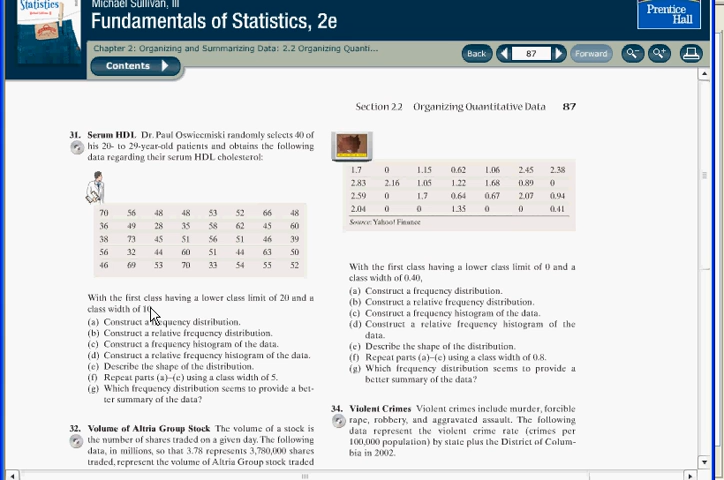 Statistics
Michael Sullivan, III
Fundamentals of Statistics, 2e
Prentice
Hall
Chapter 2: Organizing and Summarizing Data: 2.2 Organizing Quanti...
Contents
Back
87
Forward
Section 2.2 Organizing Quantitative Data 87
31. Serum HDL Dr. Paul Oswiecmiski randomly selects 40 of
his 20- to 29-year-old patients and obtains the following
data regarding their serum HDL cholesterol:
70 56 48 48 53 52 66 48
36 49 28 35 58 62 45 60
38 73 45 51 56 51 46 39
56 32 44 60 51 44 63 50
46 69 53 70 33 54 55 52
With the first class having a lower class limit of 20 and a
class width of 10,
(a) Construct a frequency distribution.
(b) Construct a relative frequency distribution.
(c) Construct a frequency histogram of the data.
(d) Construct a relative frequency histogram of the data.
(e) Describe the shape of the distribution.
(f) Repeat parts (a)–(e) using a class width of 5.
(g) Which frequency distribution seems to provide a bet-
ter summary of the data?
32. Volume of Altria Group Stock The volume of a stock is
the number of shares traded on a given day. The following
data, in millions, so that 3.78 represents 3,780,000 shares
traded, represent the volume of Altria Group stock traded
1.7 0 1.15 0.62 1.06 2.45 2.38
2.83 2.16 1.05 1.22 1.68 0.89 0
2.59 0 1.7 0.64 0.67 2.07 0.94
2.04 0 0 1.35 0 0 0.41
Source: Yahoo! Finance
With the first class having a lower class limit of 0 and a
class width of 0.40,
(a) Construct a frequency distribution.
(b) Construct a relative frequency distribution.
(c) Construct a frequency histogram of the data.
(d) Construct a relative frequency histogram of the
data.
(e) Describe the shape of the distribution.
(f) Repeat parts (a)–(e) using a class width of 0.8.
(g) Which frequency distribution seems to provide a
better summary of the data?
34. Violent Crimes Violent crimes include murder, forcible
rape, robbery, and aggravated assault. The following
data represent the violent crime rate (crimes per
100,000 population) by state plus the District of Colum-
bia in 2002.